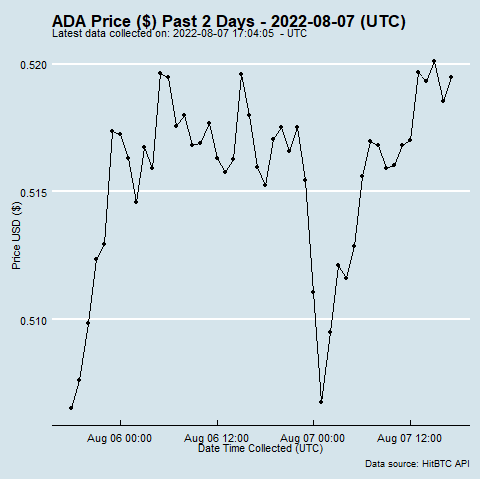 ADA Price ($) Past 2 Days - 2022-08-07 (UTC)
Latest data collected on: 2022-08-07 17:04:05 - UTC
0.520
0.515
0.510
Price USD ($)
Aug 06 00:00 Aug 06 12:00 Aug 07 00:00 Aug 07 12:00
Date Time Collected (UTC)
Data source: HitBTC API